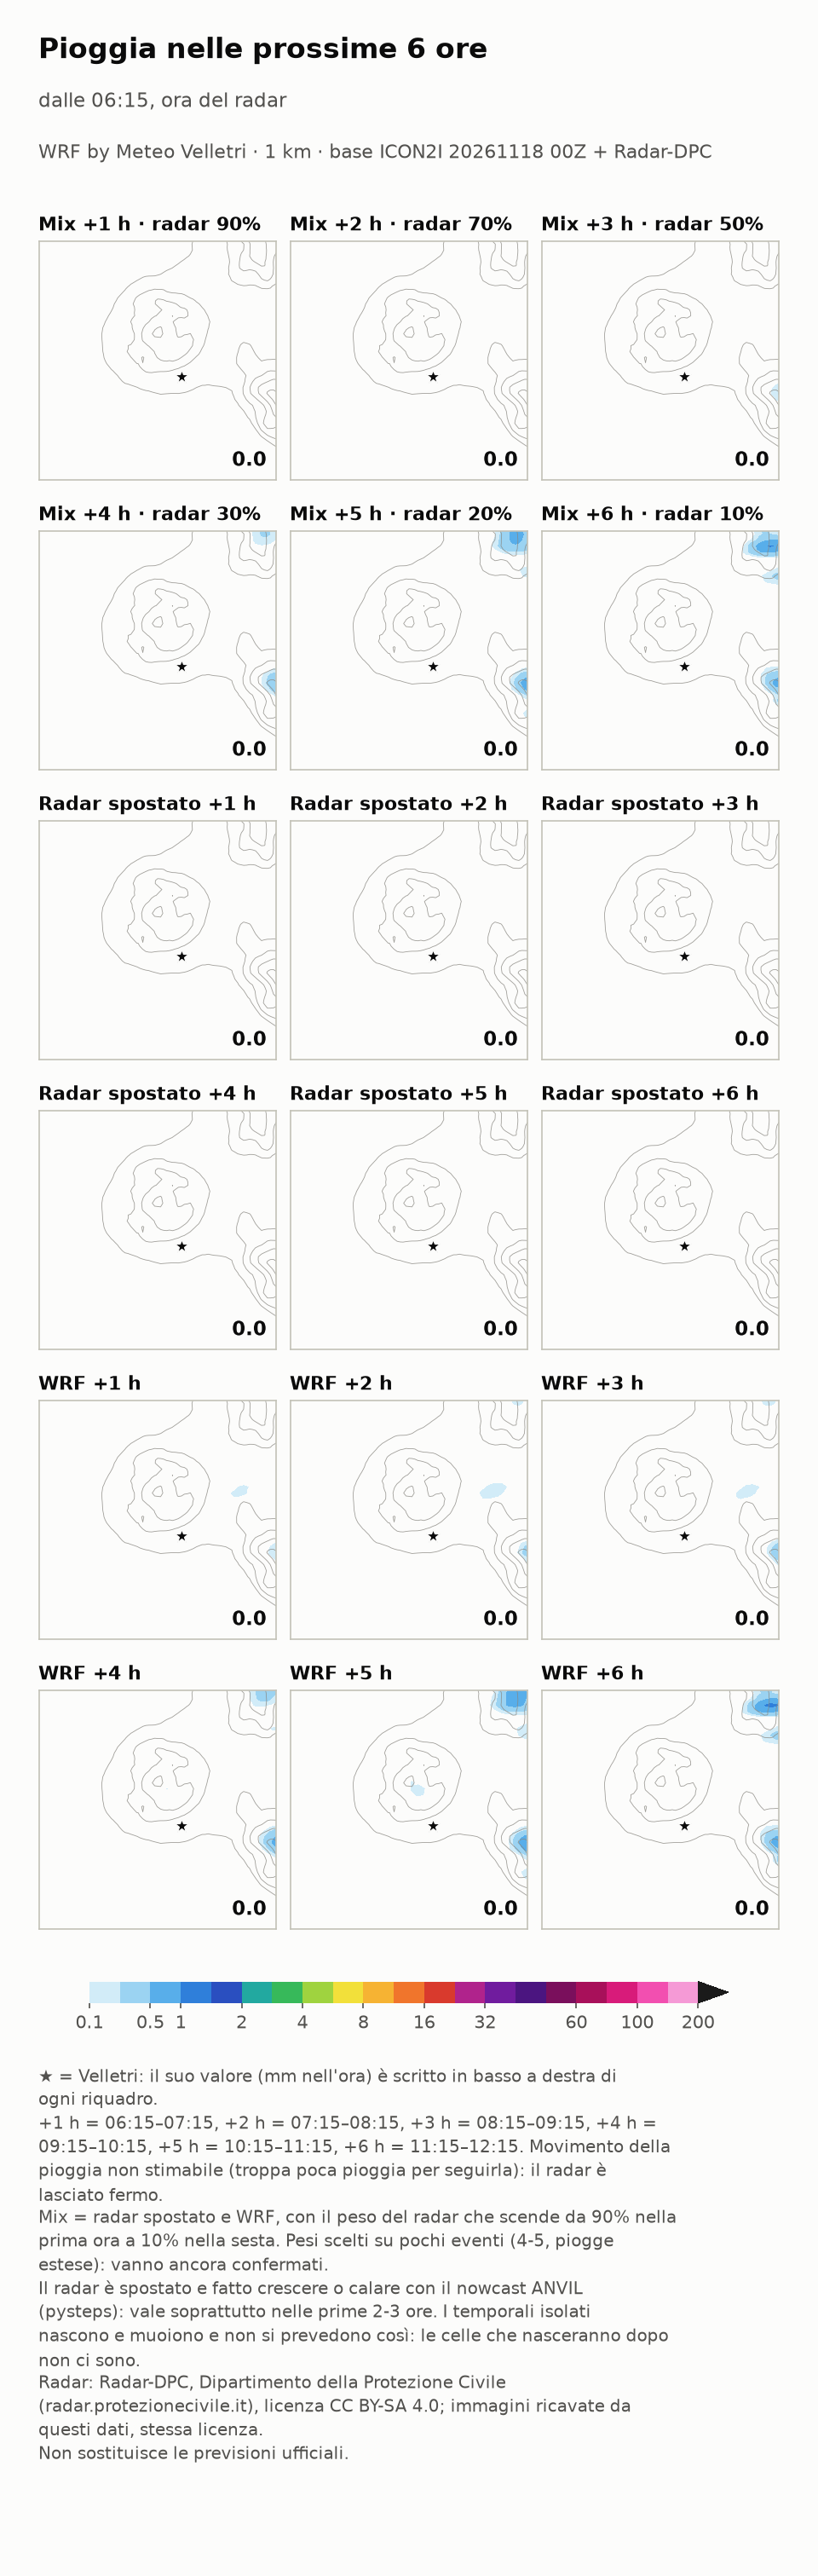 Pioggia nelle prossime 6 ore
dalle 06:15, ora del radar
WRF by Meteo Velletri · 1 km · base ICON2I 20261118 00Z + Radar-DPC
Mix +1 h · radar 90% Mix +2 h · radar 70% Mix +3 h · radar 50%
0.0 0.0 0.0
Mix +4 h · radar 30% Mix +5 h · radar 20% Mix +6 h · radar 10%
0.0 0.0 0.0
Radar spostato +1 h Radar spostato +2 h Radar spostato +3 h
0.0 0.0 0.0
Radar spostato +4 h Radar spostato +5 h Radar spostato +6 h
0.0 0.0 0.0
WRF +1 h WRF +2 h WRF +3 h
0.0 0.0 0.0
WRF +4 h WRF +5 h WRF +6 h
0.0 0.0 0.0
0.1 0.5 1 2 4 8 16 32 60 100 200
★ = Velletri: il suo valore (mm nell'ora) è scritto in basso a destra di
ogni riquadro.
+1 h = 06:15–07:15, +2 h = 07:15–08:15, +3 h = 08:15–09:15, +4 h =
09:15–10:15, +5 h = 10:15–11:15, +6 h = 11:15–12:15. Movimento della
pioggia non stimabile (troppa poca pioggia per seguirla): il radar è
lasciato fermo.
Mix = radar spostato e WRF, con il peso del radar che scende da 90% nella
prima ora a 10% nella sesta. Pesi scelti su pochi eventi (4-5, piogge
estese): vanno ancora confermati.
Il radar è spostato e fatto crescere o calare con il nowcast ANVIL
(pysteps): vale soprattutto nelle prime 2-3 ore. I temporali isolati
nascono e muoiono e non si prevedono così: le celle che nasceranno dopo
non ci sono.
Radar: Radar-DPC, Dipartimento della Protezione Civile
(radar.protezionecivile.it), licenza CC BY-SA 4.0; immagini ricavate da
questi dati, stessa licenza.
Non sostituisce le previsioni ufficiali.